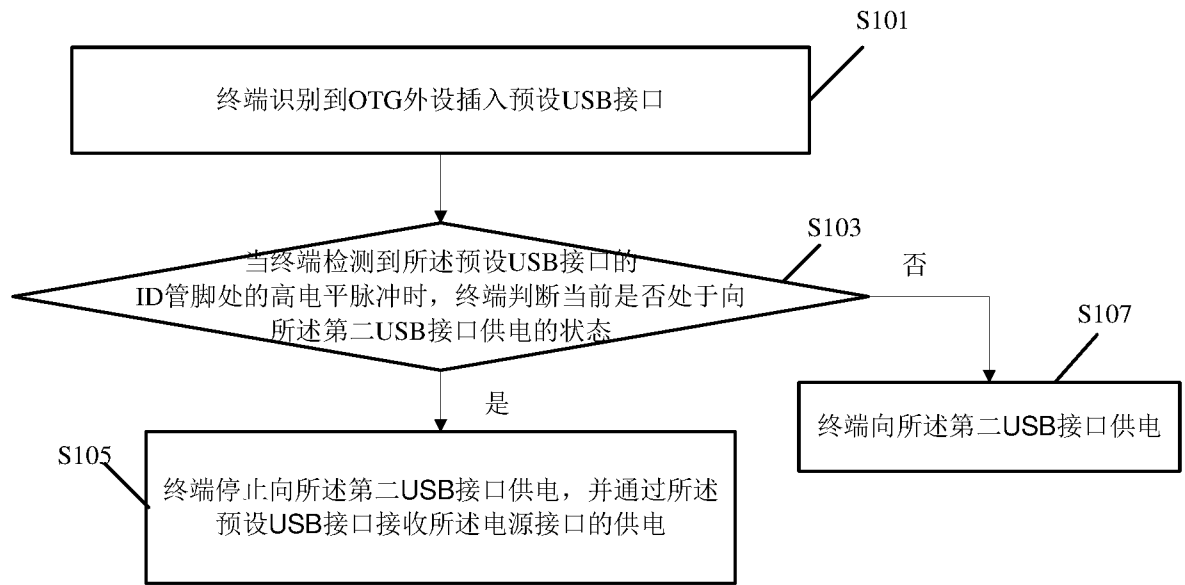 S101
终端识别到OTG外设插入预设USB接口
S103
当终端检测到所述预设USB接口的
ID管脚处的高电平脉冲时，终端判断当前是否处于向
所述第二USB接口供电的状态
否
S107
终端向所述第二USB接口供电
是
S105
终端停止向所述第二USB接口供电，并通过所述
预设USB接口接收所述电源接口的供电